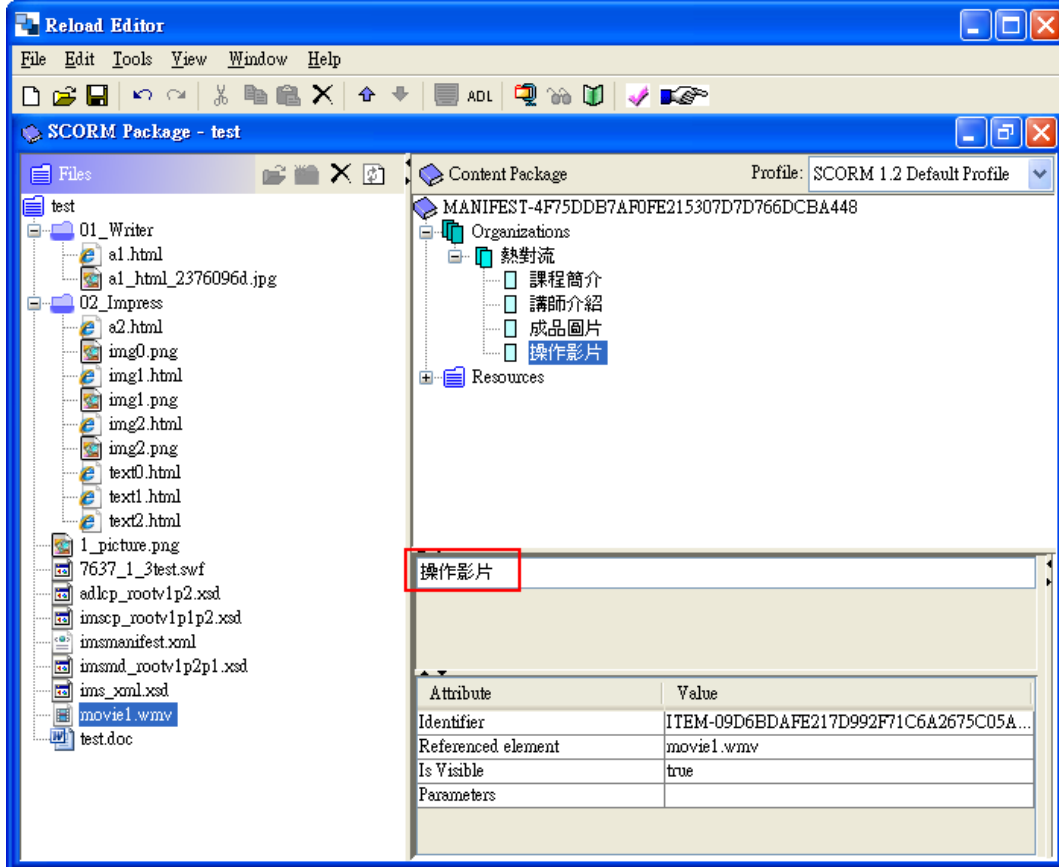 Reload Editor
File Edit Tools View Window Help
ADL
SCORM Package - test
Files
Content Package
Profile: SCORM 1.2 Default Profile
test
01_Writer
a1.html
a1_html_2376096d.jpg
02_Impress
a2.html
img0.png
img1.html
img1.png
img2.html
img2.png
text0.html
text1.html
text2.html
1_picture.png
7637_1_3test.swf
adlcp_rootv1p2.xsd
imscp_rootv1p1p2.xsd
imsmanifest.xml
imsmd_rootv1p2p1.xsd
ims_xml.xsd
movie1.wmv
test.doc
MANIFEST-4F75DDB7AF0FE215307D7D766DCBA448
Organizations
熱對流
課程簡介
講師介紹
成品圖片
操作影片
Resources
操作影片
Attribute Value
Identifier ITEM-09D6BDAFE217D992F71C6A2675C05A...
Referenced element movie1.wmv
Is Visible true
Parameters